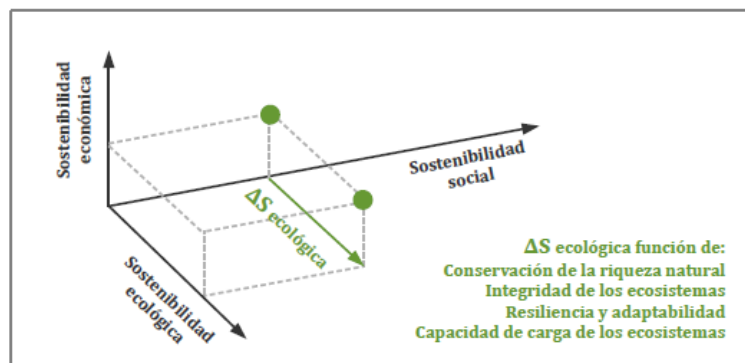 Sostenibilidad
económica
Sostenibilidad
social
ΔS ecológica
Sostenibilidad
ecológica
ΔS ecológica función de:
Conservación de la riqueza natural
Integridad de los ecosistemas
Resiliencia y adaptabilidad
Capacidad de carga de los ecosistemas